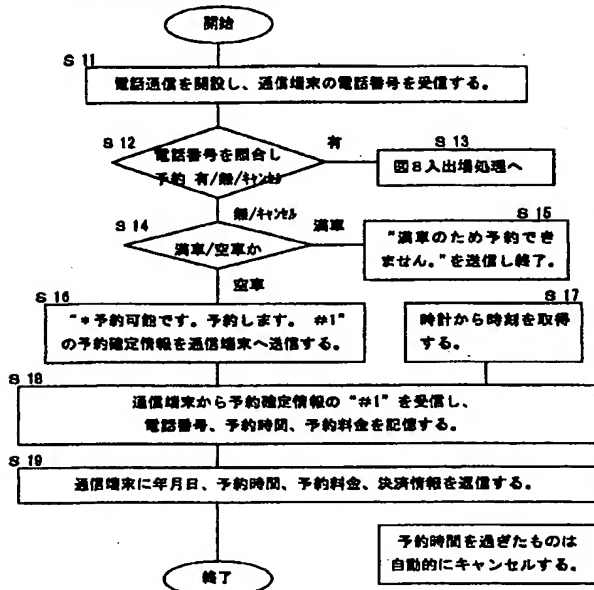 開始
S 11
電話通信を開設し、通信端末の電話番号を受信する。
S 12
電話番号を照合し
予約 有/無/キャンセル
有
S 13
図8入出場処理へ
無/キャンセル
S 14
満車/空車か
満車
S 15
"満車のため予約でき
ません。"を送信し終了。
空車
S 16
"*予約可能です。予約します。 #1"
の予約確定情報を通信端末へ送信する。
S 17
時計から時刻を取得
する。
S 18
通信端末から予約確定情報の "#1" を受信し、
電話番号、予約時間、予約料金を記憶する。
S 19
通信端末に年月日、予約時間、予約料金、決済情報を返信する。
予約時間を過ぎたものは
自動的にキャンセルする。
終了